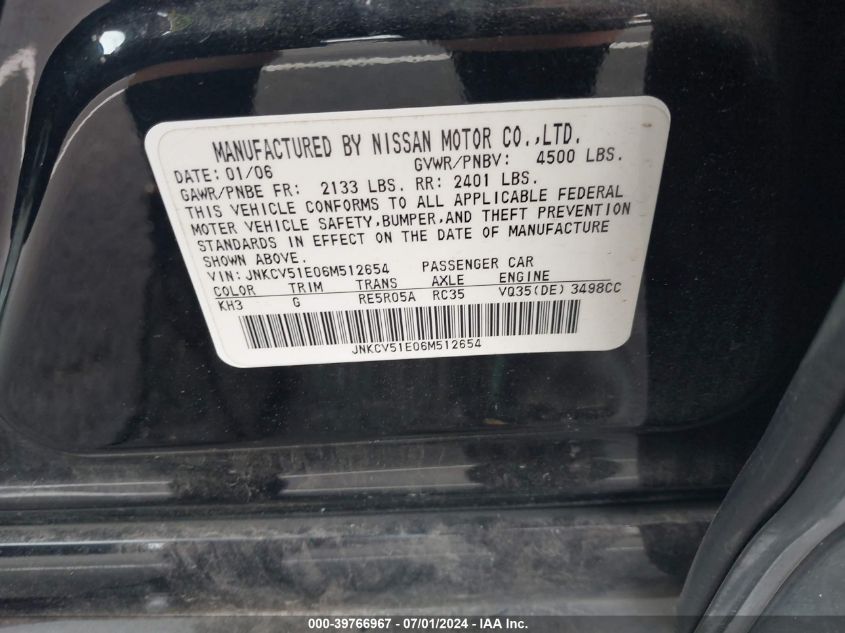 MANUFACTURED BY NISSAN MOTOR CO.,LTD.
DATE: 01/06 GVWR/PNBV: 4500 LBS.
GAWR/PNBE FR: 2133 LBS. RR: 2401 LBS.
THIS VEHICLE CONFORMS TO ALL APPLICABLE FEDERAL
MOTER VEHICLE SAFETY,BUMPER,AND THEFT PREVENTION
STANDARDS IN EFFECT ON THE DATE OF MANUFACTURE
SHOWN ABOVE.
VIN: JNKCV51E06M512654 PASSENGER CAR
COLOR TRIM TRANS AXLE ENGINE
KH3 G RE5R05A RC35 VQ35(DE) 3498CC
JNKCV51E06M512654
000-39766967 - 07/01/2024 - IAA Inc.